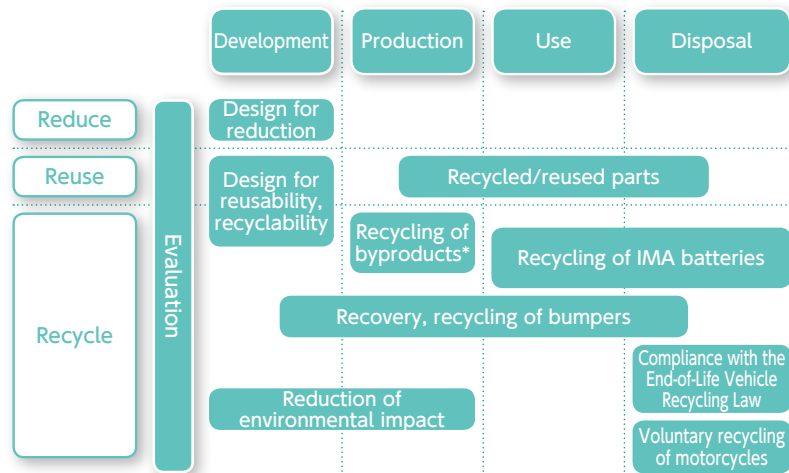 Development
Production
Use
Disposal
Reduce
Design for
reduction
Reuse
Design for
reusability,
recyclability
Recycled/reused parts
Evaluation
Recycle
Recycling of
byproducts*
Recycling of IMA batteries
Recovery, recycling of bumpers
Reduction of
environmental impact
Compliance with the
End-of-Life Vehicle
Recycling Law
Voluntary recycling
of motorcycles